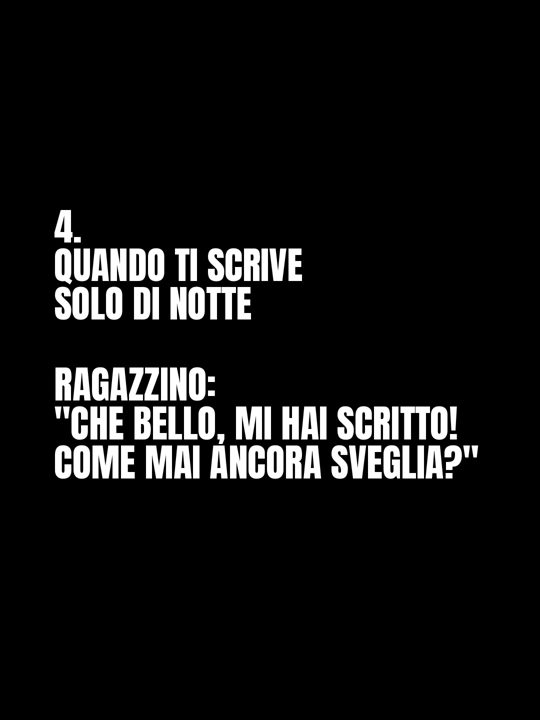 4.
QUANDO TI SCRIVE
SOLO DI NOTTE
RAGAZZINO:
"CHE BELLO, MI HAI SCRITTO!
COME MAI ANCORA SVEGLIA?"